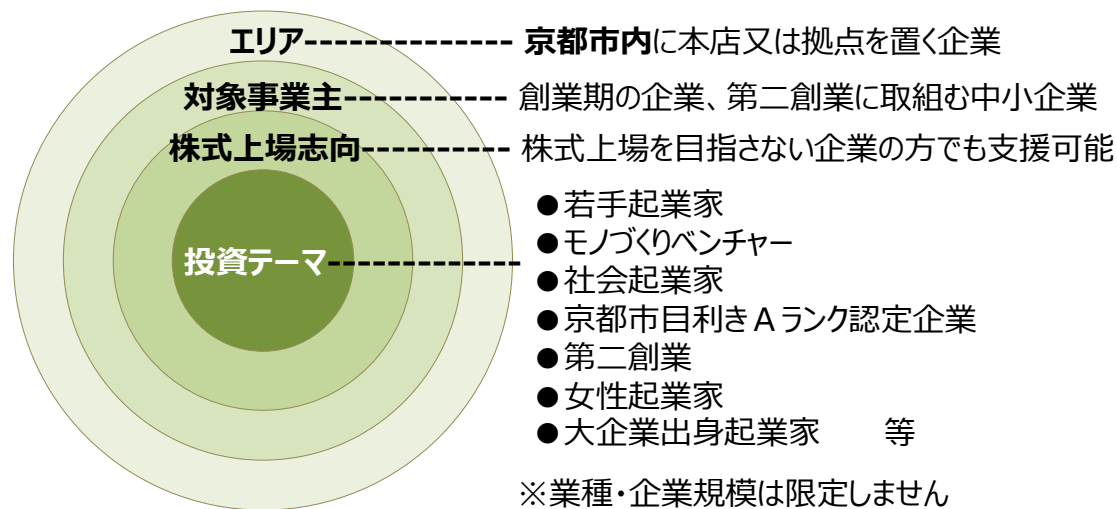 エリア------------- 京都市内に本店又は拠点を置く企業
対象事業主---------- 創業期の企業、第二創業に取組む中小企業
株式上場志向--------- 株式上場を目指さない企業の方でも支援可能
投資テーマ------------
●若手起業家
●モノづくりベンチャー
●社会起業家
●京都市目利きAランク認定企業
●第二創業
●女性起業家
●大企業出身起業家　　等
※業種・企業規模は限定しません